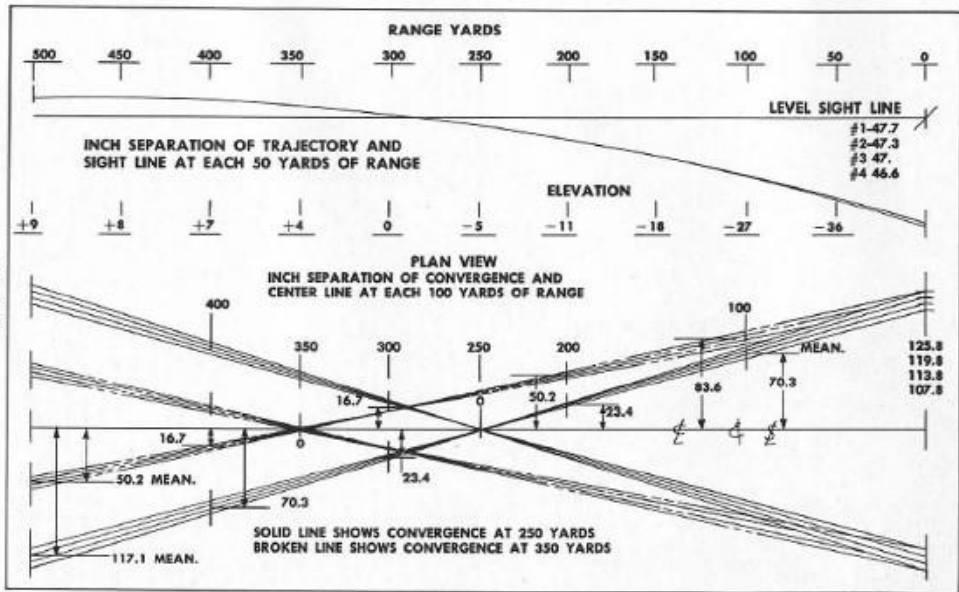 RANGE YARDS
500 450 400 350 300 250 200 150 100 50 0
LEVEL SIGHT LINE
#1-47.7
#2-47.3
#3 47.
#4 46.6
INCH SEPARATION OF TRAJECTORY AND
SIGHT LINE AT EACH 50 YARDS OF RANGE
ELEVATION
+9 +8 +7 +4 0 -5 -11 -18 -27 -36
PLAN VIEW
INCH SEPARATION OF CONVERGENCE AND
CENTER LINE AT EACH 100 YARDS OF RANGE
400 100
350 300 250 200
MEAN.
125.8
119.8
113.8
107.8
16.7 0 50.2 83.6 70.3
23.4
16.7 0
23.4
50.2 MEAN.
70.3
117.1 MEAN.
SOLID LINE SHOWS CONVERGENCE AT 250 YARDS
BROKEN LINE SHOWS CONVERGENCE AT 350 YARDS